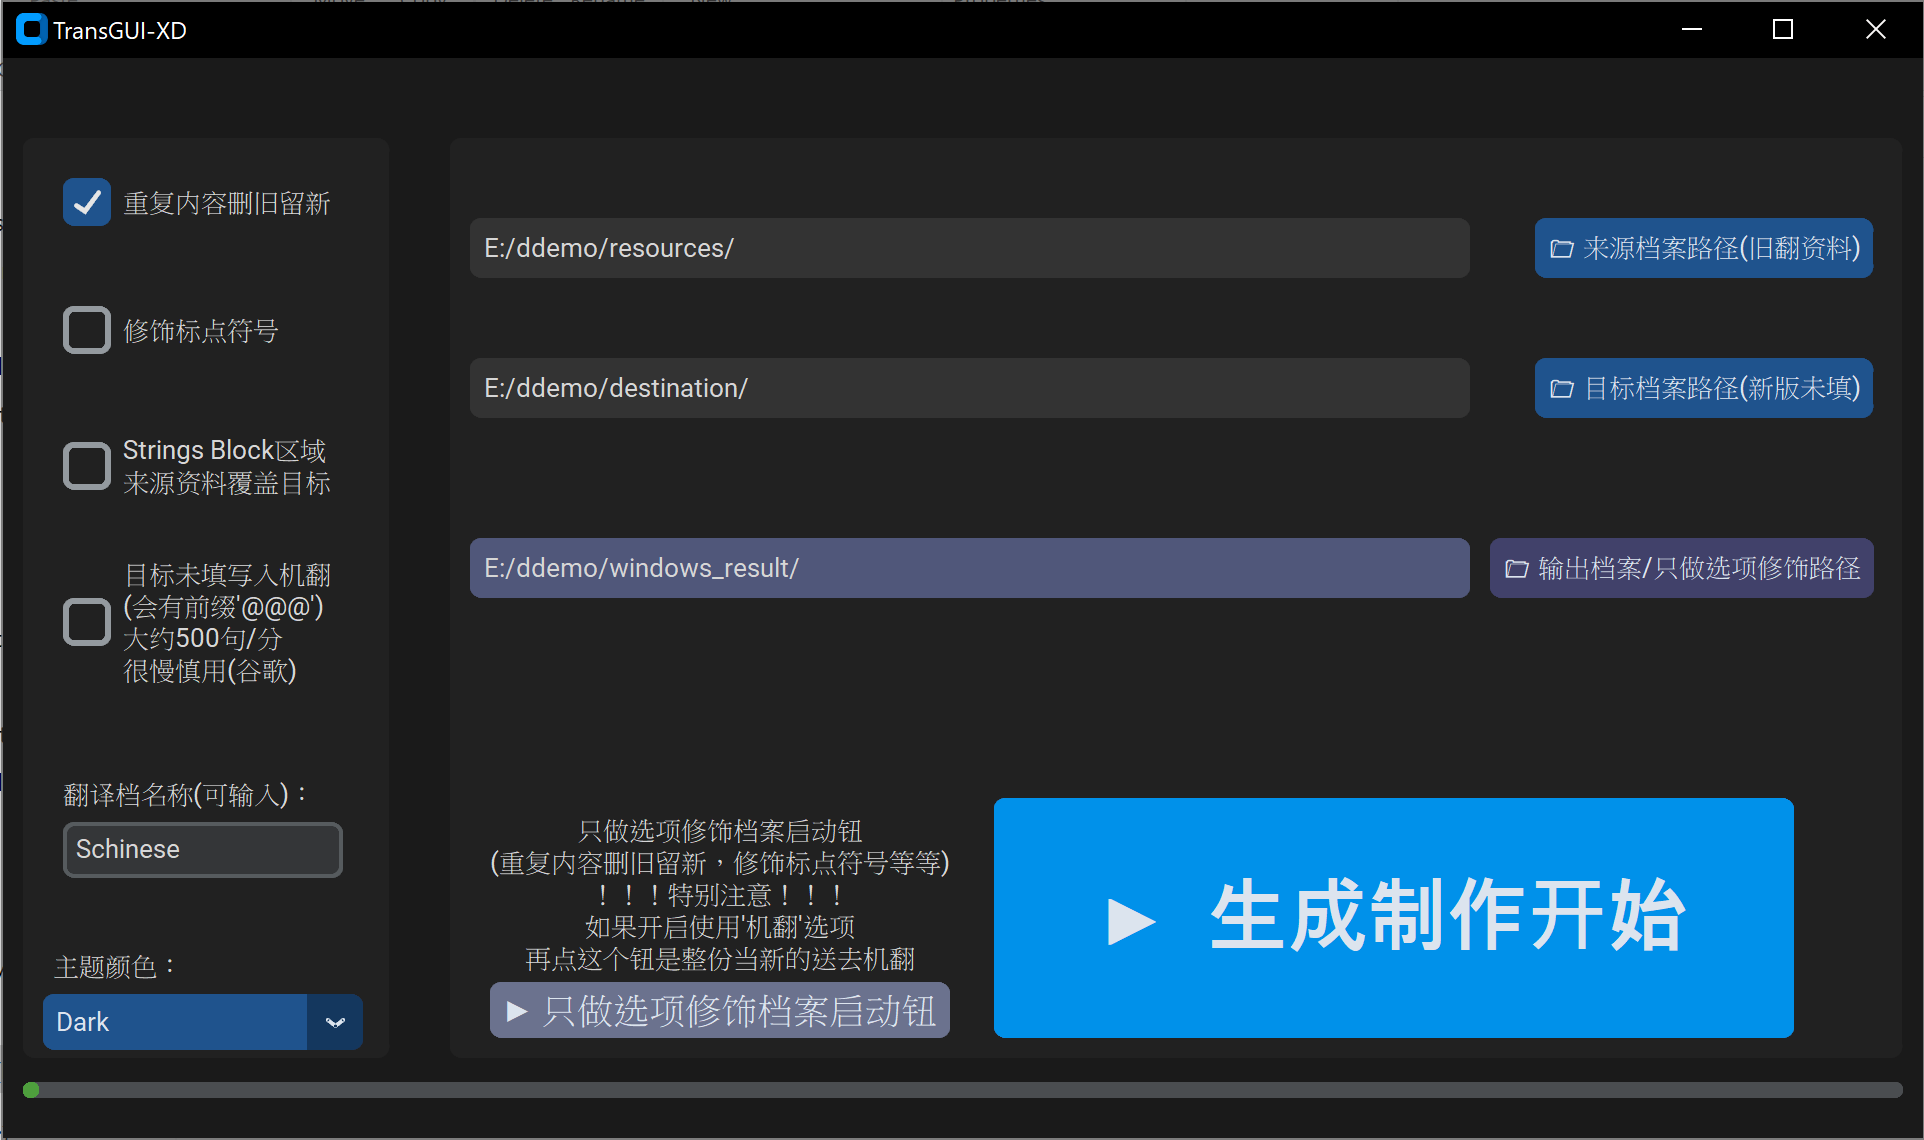 TransGUI-XD
重复内容删旧留新
修饰标点符号
Strings Block区域
来源资料覆盖目标
目标未填写入机翻
(会有前缀'@@@')
大约500句/分
很慢慎用(谷歌)
翻译档名称(可输入)：
Schinese
主题颜色：
Dark
E:/ddemo/resources/
来源档案路径(旧翻资料)
E:/ddemo/destination/
目标档案路径(新版未填)
E:/ddemo/windows_result/
输出档案/只做选项修饰路径
只做选项修饰档案启动钮
(重复内容删旧留新，修饰标点符号等等)
！！！特别注意！！！
如果开启使用'机翻'选项
再点这个钮是整份当新的送去机翻
▶ 只做选项修饰档案启动钮
▶ 生成制作开始